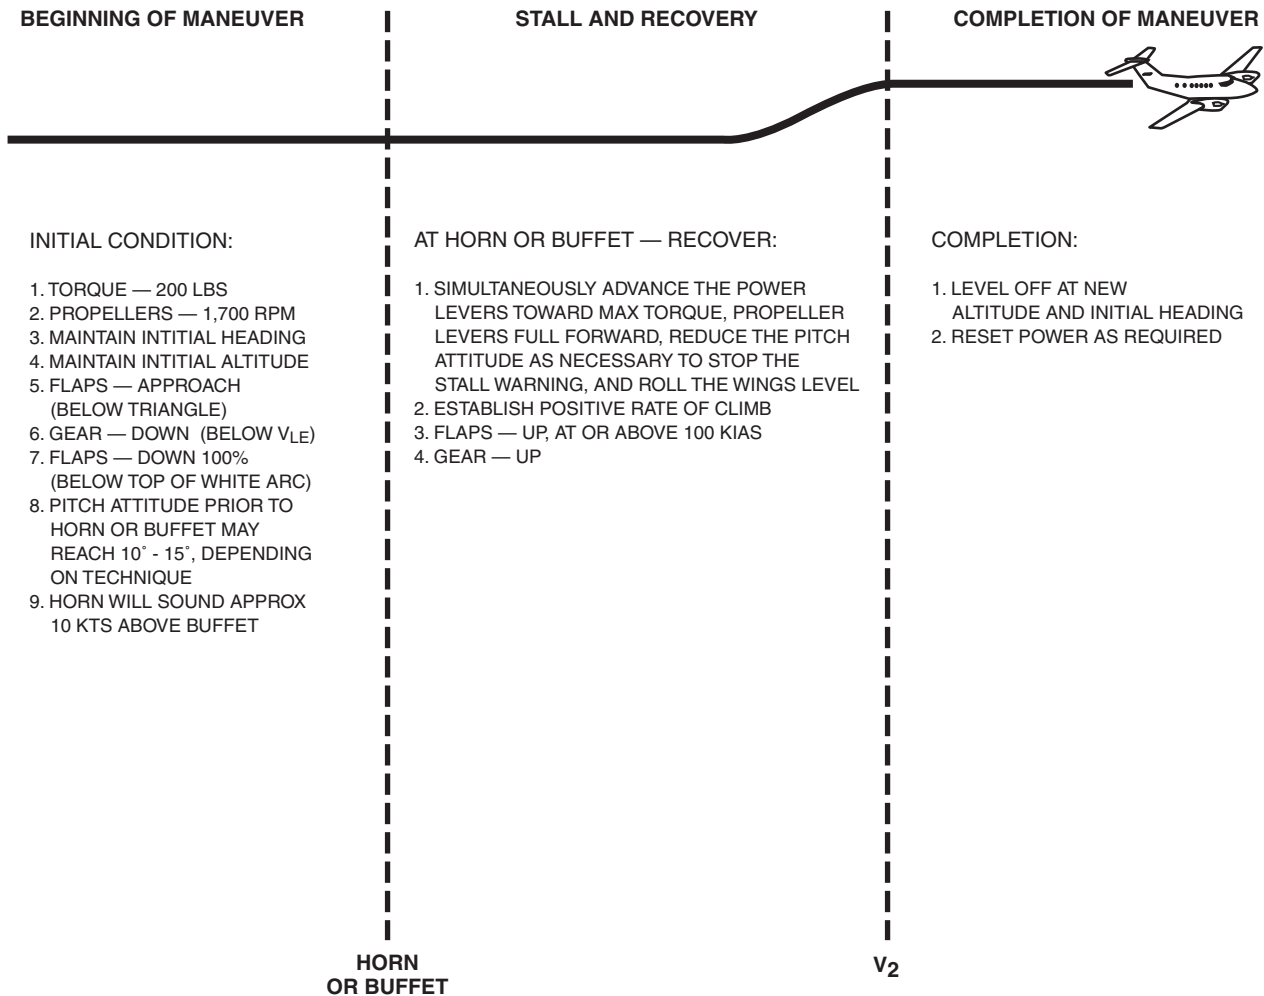 BEGINNING OF MANEUVER
STALL AND RECOVERY
COMPLETION OF MANEUVER
INITIAL CONDITION:
1. TORQUE — 200 LBS
2. PROPELLERS — 1,700 RPM
3. MAINTAIN INTITIAL HEADING
4. MAINTAIN INTITIAL ALTITUDE
5. FLAPS — APPROACH
(BELOW TRIANGLE)
6. GEAR — DOWN (BELOW VLE)
7. FLAPS — DOWN 100%
(BELOW TOP OF WHITE ARC)
8. PITCH ATTITUDE PRIOR TO
HORN OR BUFFET MAY
REACH 10˚ - 15˚, DEPENDING
ON TECHNIQUE
9. HORN WILL SOUND APPROX
10 KTS ABOVE BUFFET
AT HORN OR BUFFET — RECOVER:
1. SIMULTANEOUSLY ADVANCE THE POWER
LEVERS TOWARD MAX TORQUE, PROPELLER
LEVERS FULL FORWARD, REDUCE THE PITCH
ATTITUDE AS NECESSARY TO STOP THE
STALL WARNING, AND ROLL THE WINGS LEVEL
2. ESTABLISH POSITIVE RATE OF CLIMB
3. FLAPS — UP, AT OR ABOVE 100 KIAS
4. GEAR — UP
COMPLETION:
1. LEVEL OFF AT NEW
ALTITUDE AND INITIAL HEADING
2. RESET POWER AS REQUIRED
HORN
OR BUFFET
V2